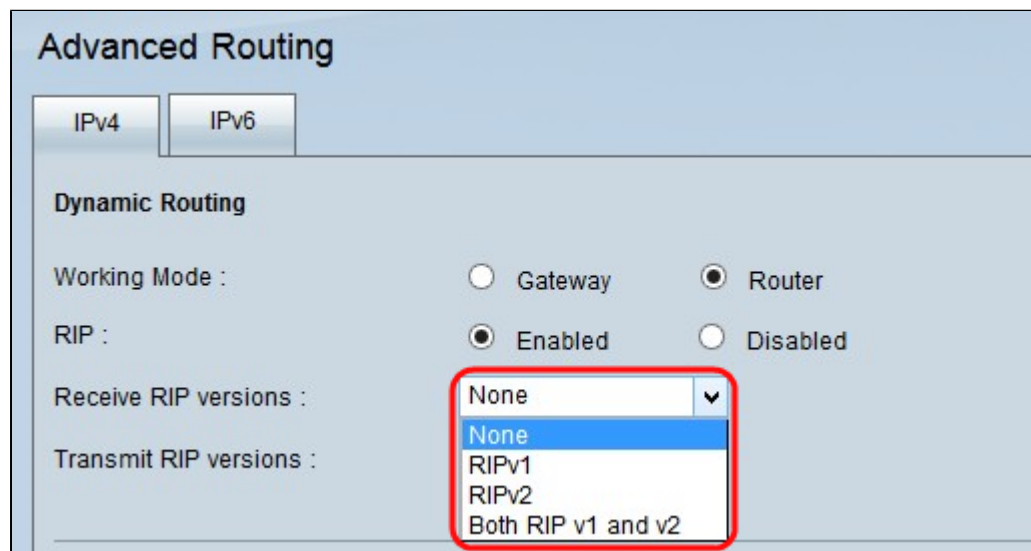 Advanced Routing
IPv4 IPv6
Dynamic Routing
Working Mode : Gateway Router
RIP : Enabled Disabled
Receive RIP versions : None
None
Transmit RIP versions : RIPv1
RIPv2
Both RIP v1 and v2